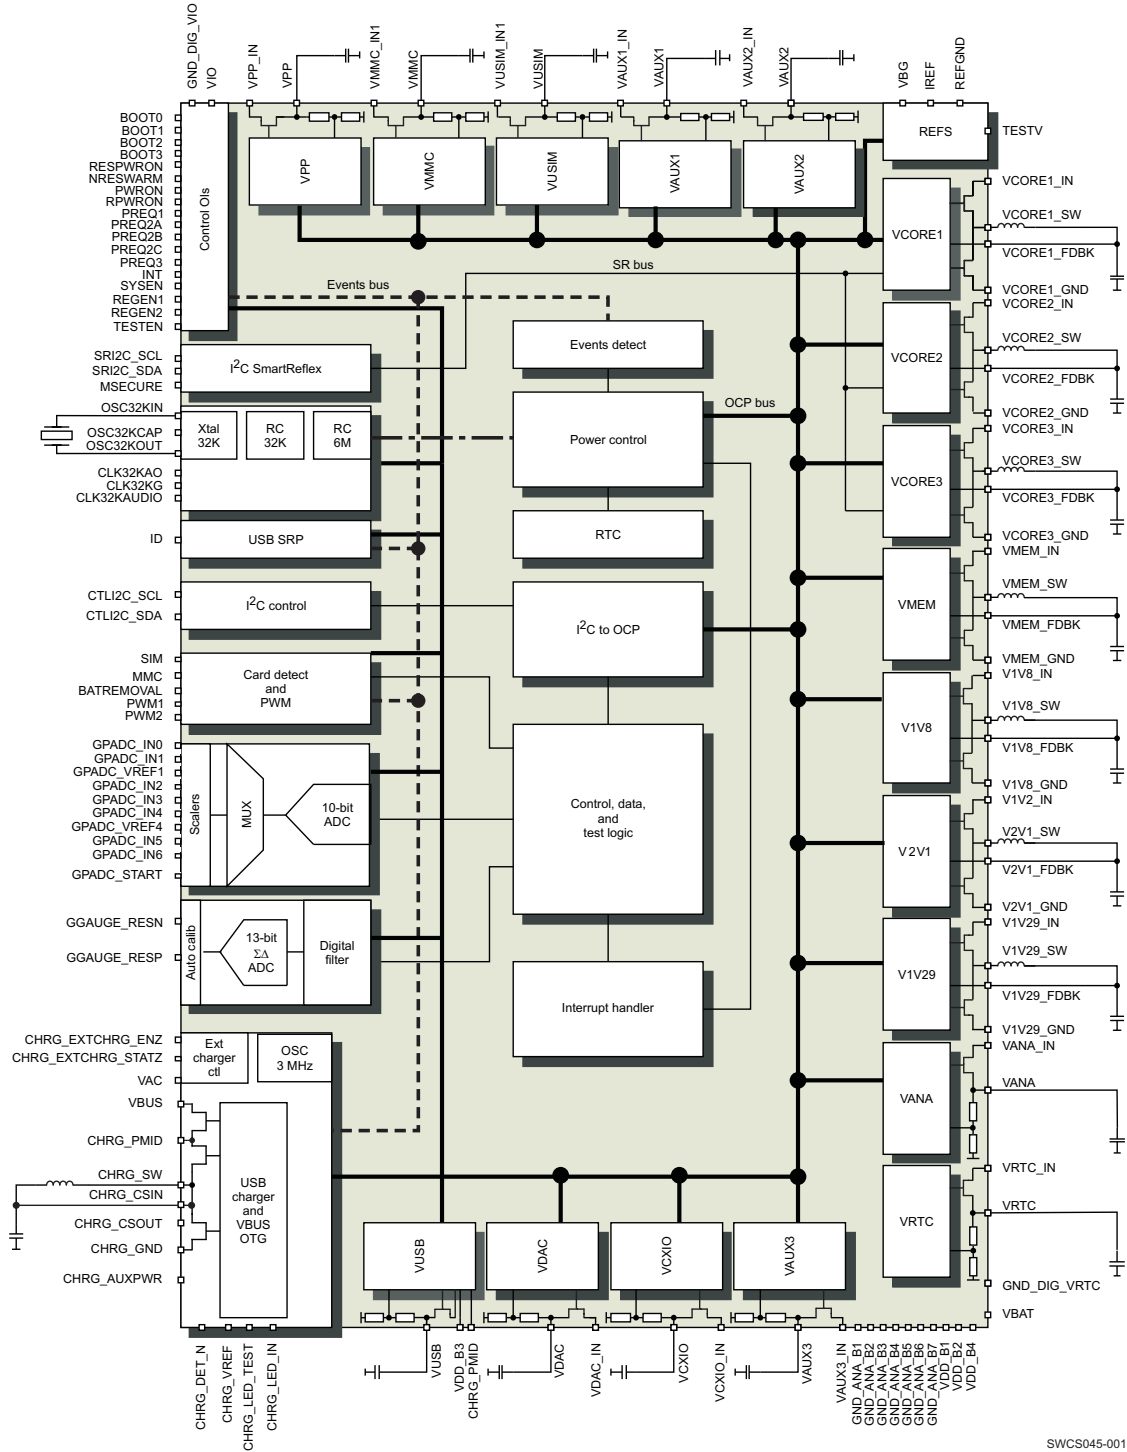 GND_DIG_VIO
VIO
VPP_IN
VPP
VMMC_IN1
VMMC
VUSIM_IN1
VUSIM
VAUX1_IN
VAUX1
VAUX2_IN
VAUX2
VBG
IREF
REFGND
BOOT0
BOOT1
BOOT2
BOOT3
RESPWRON
NRESWARM
PWRON
RPWRON
PREQ1
PREQ2A
PREQ2B
PREQ2C
PREQ3
INT
SYSEN
REGEN1
REGEN2
TESTEN
Control OIs
VPP
VMMC
VUSIM
VAUX1
VAUX2
REFS
TESTV
SR bus
Events bus
SRI2C_SCL
SRI2C_SDA
MSECURE
I2C SmartReflex
OSC32KIN
OSC32KCAP
OSC32KOUT
CLK32KAO
CLK32KG
CLK32KAUDIO
Xtal
32K
RC
32K
RC
6M
ID
USB SRP
CTLI2C_SCL
CTLI2C_SDA
I2C control
SIM
MMC
BATREMOVAL
PWM1
PWM2
Card detect
and
PWM
GPADC_IN0
GPADC_IN1
GPADC_VREF1
GPADC_IN2
GPADC_IN3
GPADC_IN4
GPADC_VREF4
GPADC_IN5
GPADC_IN6
GPADC_START
Scalers
MUX
10-bit
ADC
GGAUGE_RESN
GGAUGE_RESP
Auto calib
13-bit
ΣΔ
ADC
Digital
filter
CHRG_EXTCHRG_ENZ
CHRG_EXTCHRG_STATZ
VAC
VBUS
CHRG_PMID
CHRG_SW
CHRG_CSIN
CHRG_CSOUT
CHRG_GND
CHRG_AUXPWR
Ext
charger
ctl
OSC
3 MHz
USB
charger
and
VBUS
OTG
Events detect
Power control
OCP bus
RTC
I2C to OCP
Control, data,
and
test logic
Interrupt handler
VCORE1
VCORE1_IN
VCORE1_SW
VCORE1_FDBK
VCORE1_GND
VCORE2
VCORE2_IN
VCORE2_SW
VCORE2_FDBK
VCORE2_GND
VCORE3
VCORE3_IN
VCORE3_SW
VCORE3_FDBK
VCORE3_GND
VMEM
VMEM_IN
VMEM_SW
VMEM_FDBK
VMEM_GND
V1V8
V1V8_IN
V1V8_SW
V1V8_FDBK
V1V8_GND
V2V1
V1V2_IN
V2V1_SW
V2V1_FDBK
V2V1_GND
V1V29
V1V29_IN
V1V29_SW
V1V29_FDBK
V1V29_GND
VANA
VANA_IN
VANA
VRTC
VRTC_IN
VRTC
GND_DIG_VRTC
VBAT
VUSB
VDAC
VCXIO
VAUX3
CHRG_DET_N
CHRG_VREF
CHRG_LED_TEST
CHRG_LED_IN
VUSB
VDD_B3
CHRG_PMID
VDAC
VDAC_IN
VCXIO
VCXIO_IN
VAUX3
VAUX3_IN
GND_ANA_B1
GND_ANA_B2
GND_ANA_B3
GND_ANA_B4
GND_ANA_B5
GND_ANA_B6
GND_ANA_B7
VDD_B1
VDD_B2
VDD_B4
SWCS045-001